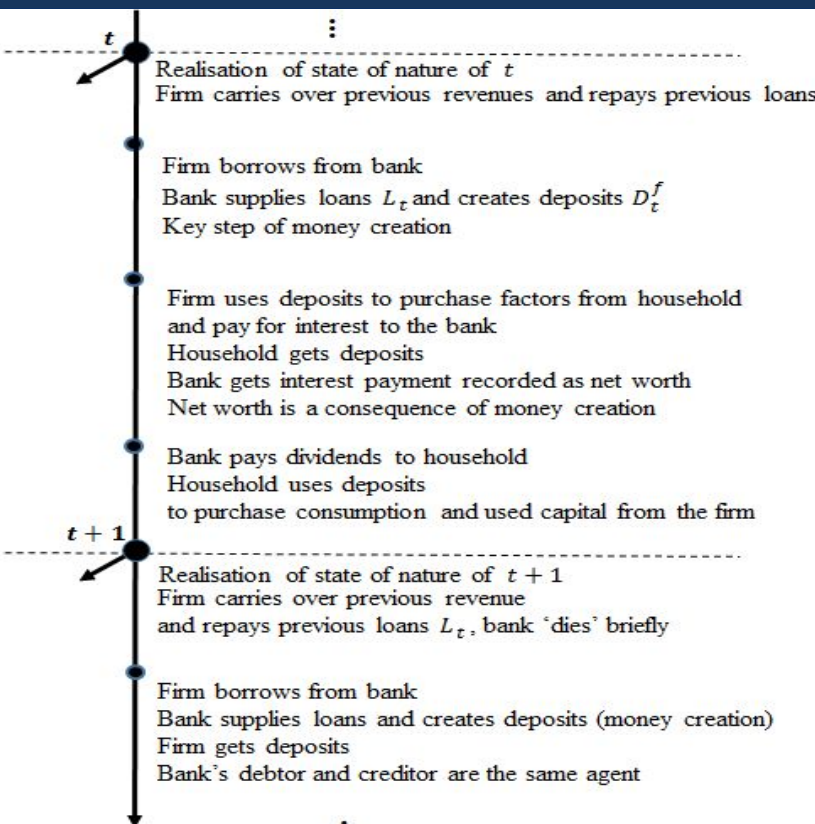 ⋮
t
Realisation of state of nature of t
Firm carries over previous revenues and repays previous loans
Firm borrows from bank
Bank supplies loans L_t and creates deposits D_t^f
Key step of money creation
Firm uses deposits to purchase factors from household
and pay for interest to the bank
Household gets deposits
Bank gets interest payment recorded as net worth
Net worth is a consequence of money creation
Bank pays dividends to household
Household uses deposits
to purchase consumption and used capital from the firm
t + 1
Realisation of state of nature of t + 1
Firm carries over previous revenue
and repays previous loans L_t, bank ‘dies’ briefly
Firm borrows from bank
Bank supplies loans and creates deposits (money creation)
Firm gets deposits
Bank’s debtor and creditor are the same agent